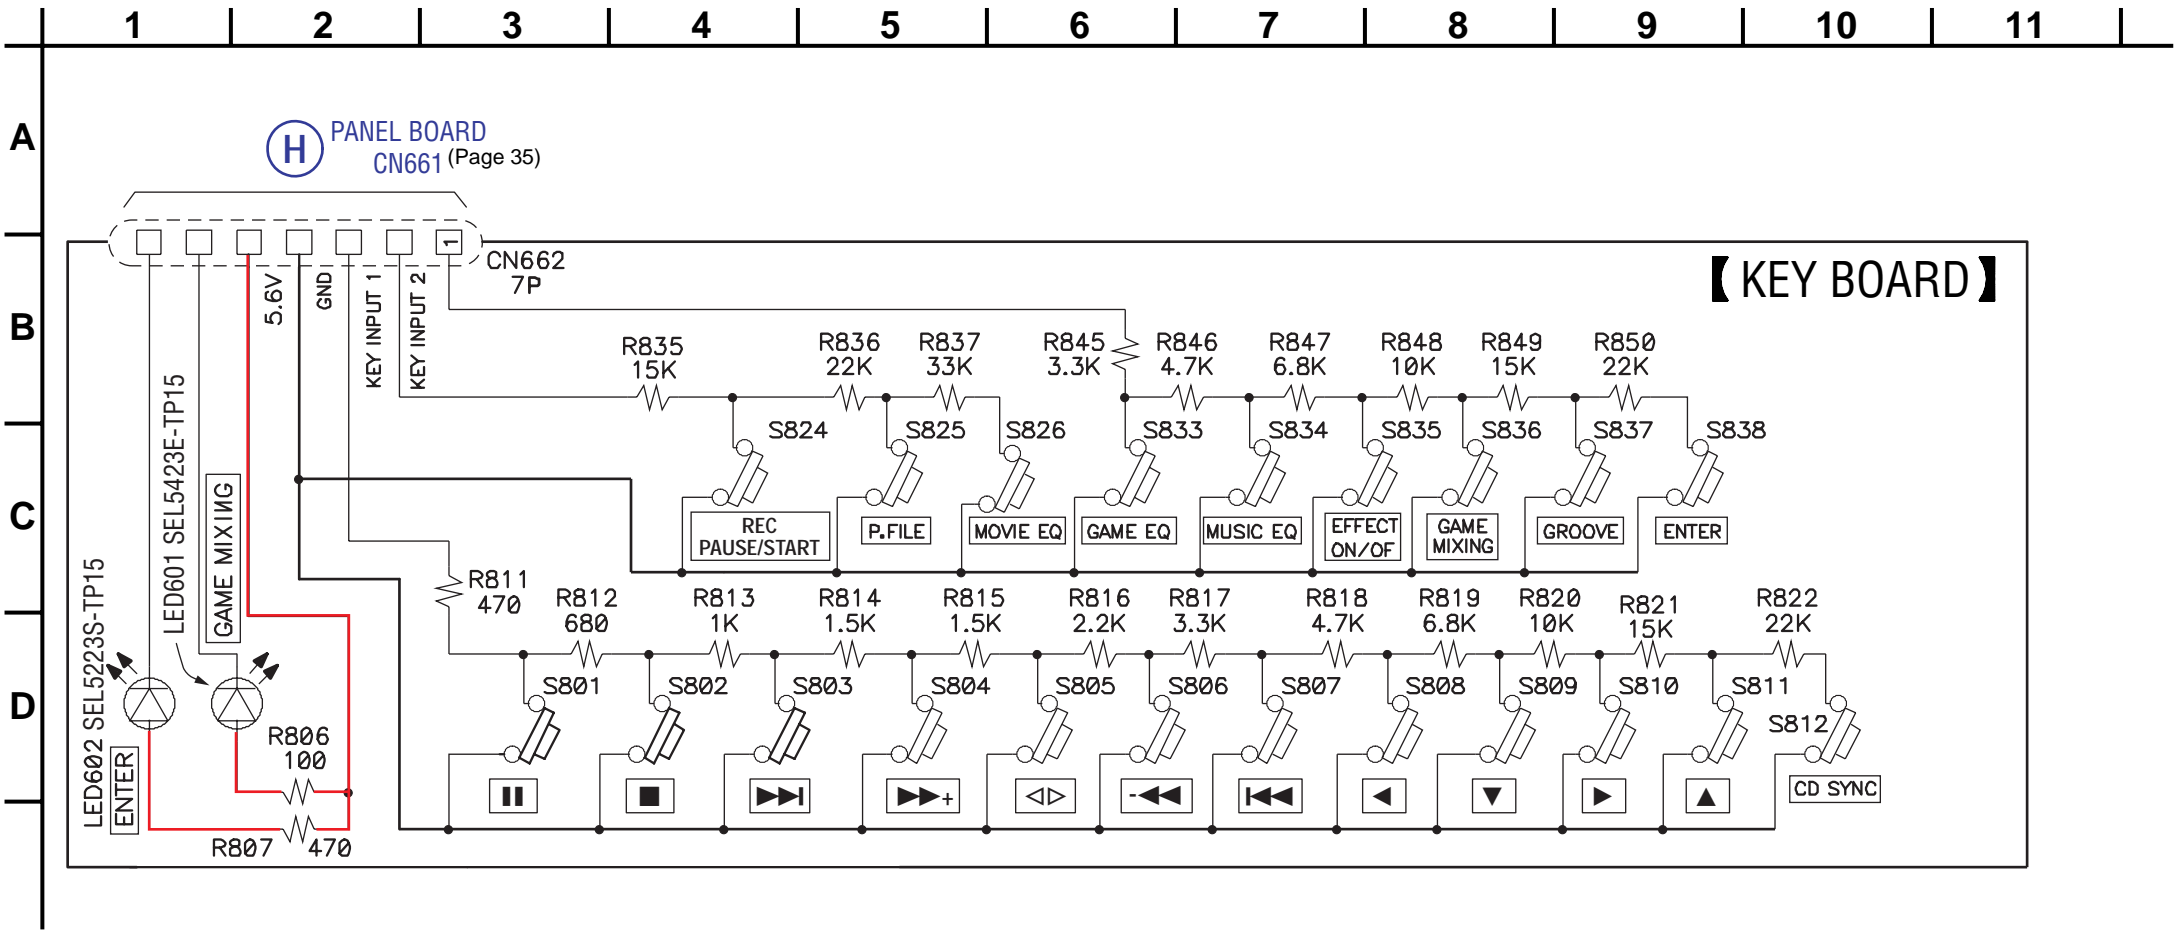 1 2 3 4 5 6 7 8 9 10 11
A
H PANEL BOARD
CN661 (Page 35)
1
CN662
7P
【KEY BOARD】
5.6V
GND
KEY INPUT 1
KEY INPUT 2
B
R835
15K
R836
22K
R837
33K
R845
3.3K
R846
4.7K
R847
6.8K
R848
10K
R849
15K
R850
22K
S824 S825 S826 S833 S834 S835 S836 S837 S838
C
REC
PAUSE/START
P.FILE
MOVIE EQ
GAME EQ
MUSIC EQ
EFFECT
ON/OF
GAME
MIXING
GROOVE
ENTER
LED602 SEL5223S-TP15
ENTER
LED601 SEL5423E-TP15
GAME MIXING
R811
470
R812
680
R813
1K
R814
1.5K
R815
1.5K
R816
2.2K
R817
3.3K
R818
4.7K
R819
6.8K
R820
10K
R821
15K
R822
22K
D
S801 S802 S803 S804 S805 S806 S807 S808 S809 S810 S811
S812
R806
100
R807 470
CD SYNC